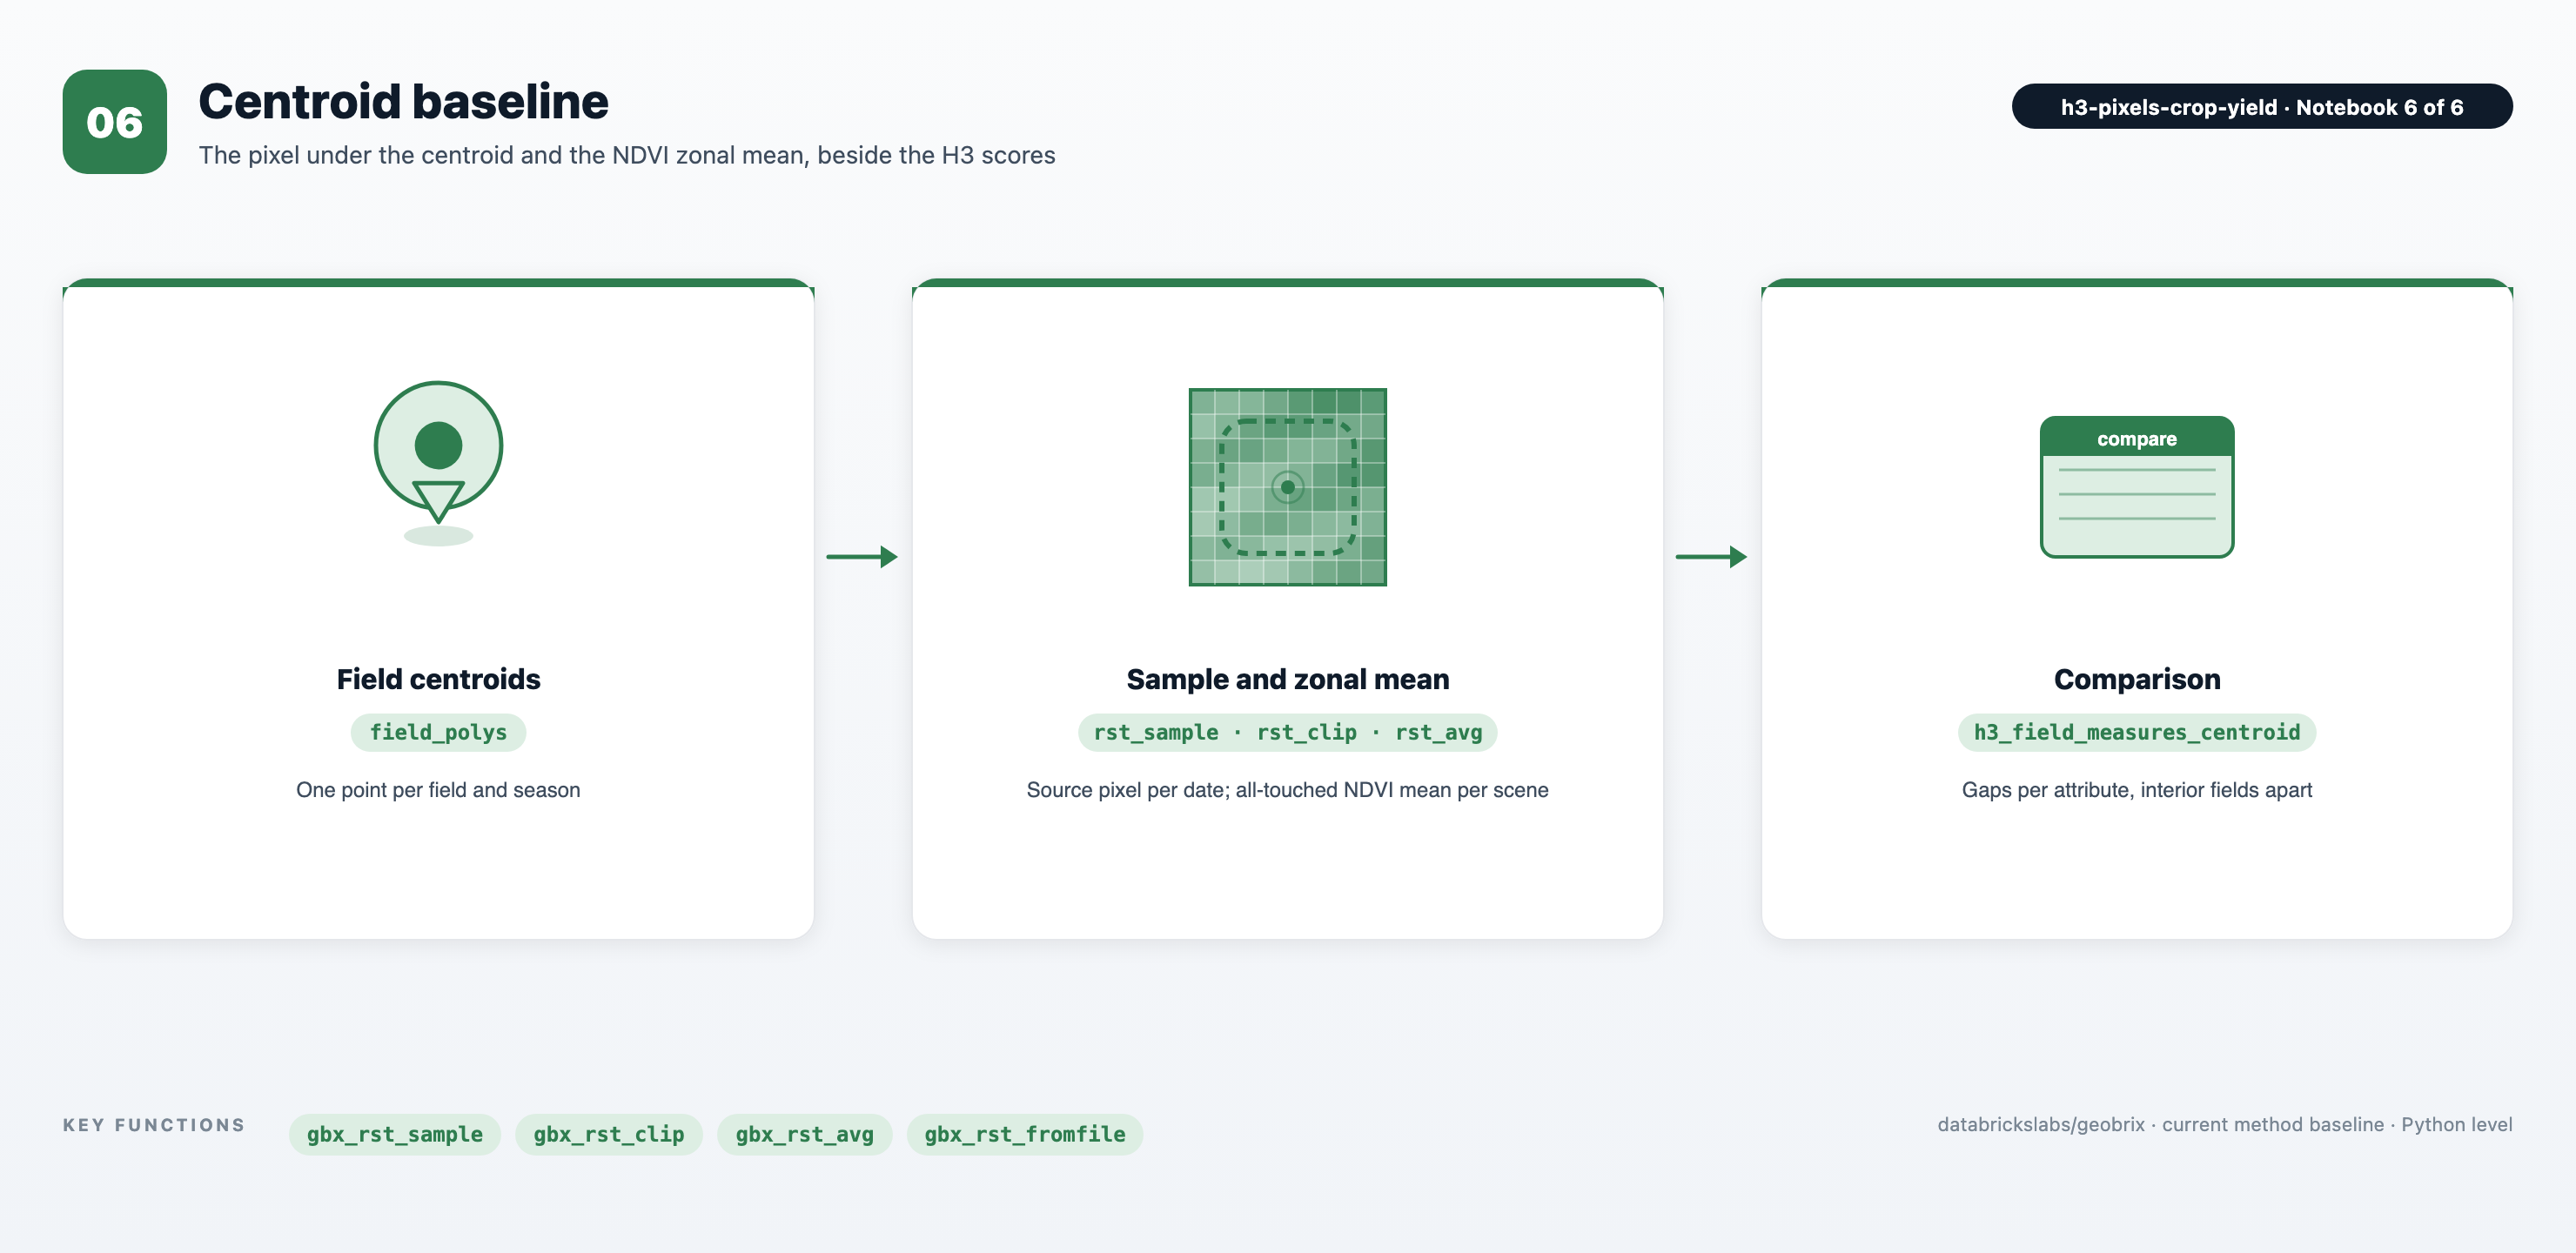 06
Centroid baseline
The pixel under the centroid and the NDVI zonal mean, beside the H3 scores
h3-pixels-crop-yield · Notebook 6 of 6
Field centroids
field_polys
One point per field and season
Sample and zonal mean
rst_sample · rst_clip · rst_avg
Source pixel per date; all-touched NDVI mean per scene
compare
Comparison
h3_field_measures_centroid
Gaps per attribute, interior fields apart
KEY FUNCTIONS
gbx_rst_sample gbx_rst_clip gbx_rst_avg gbx_rst_fromfile
databrickslabs/geobrix · current method baseline · Python level